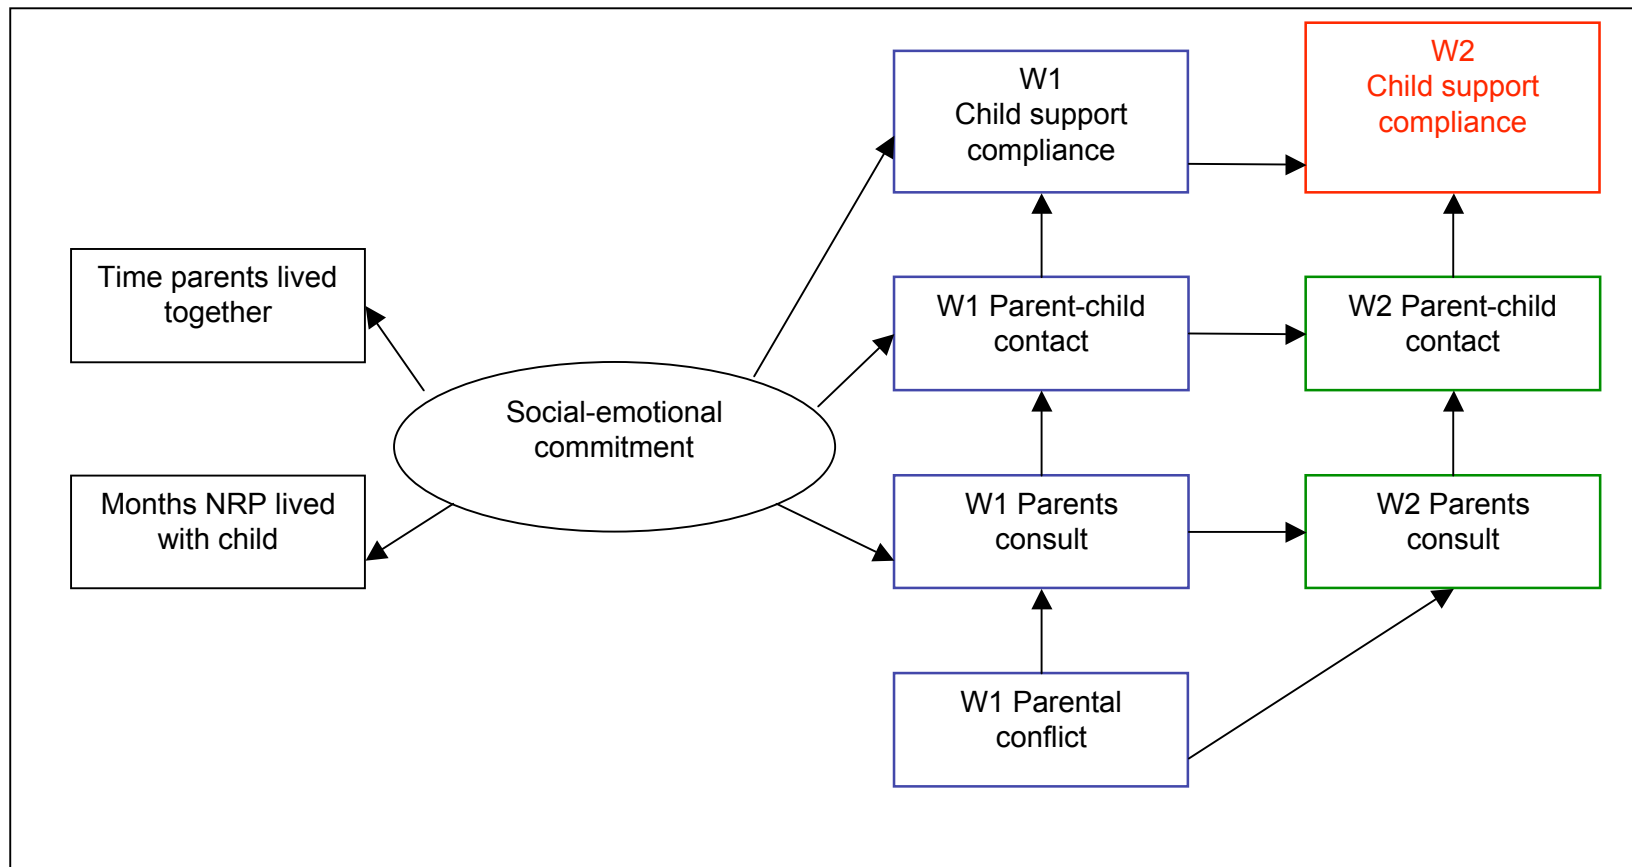 W1
Child support
compliance
W2
Child support
compliance
Time parents lived
together
W1 Parent-child
contact
W2 Parent-child
contact
Social-emotional
commitment
Months NRP lived
with child
W1 Parents
consult
W2 Parents
consult
W1 Parental
conflict